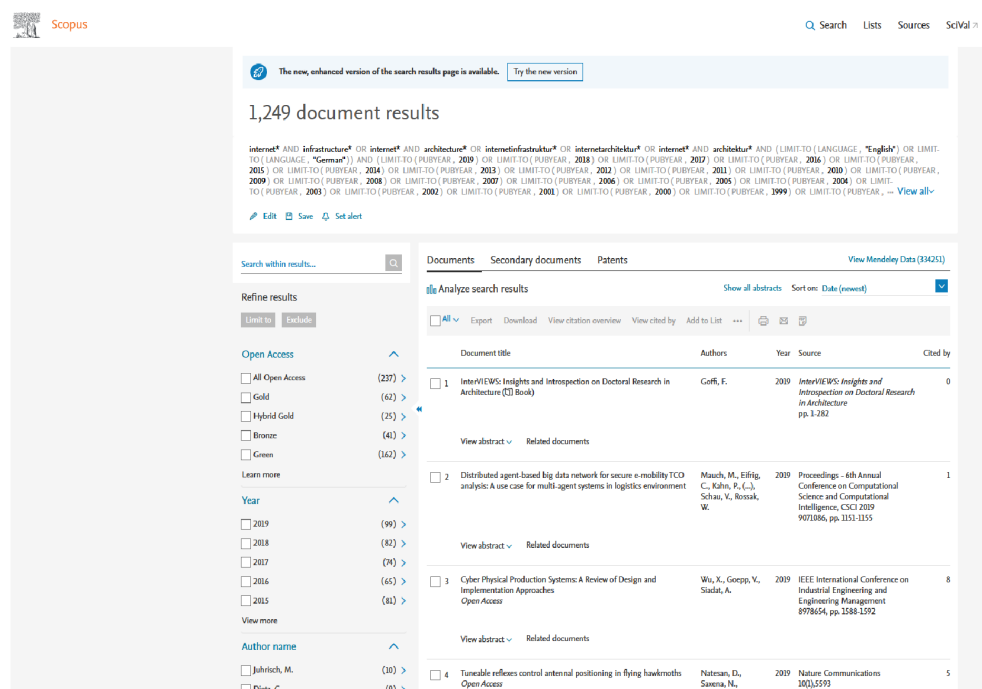 Scopus
Search Lists Sources SciVal
The new, enhanced version of the search results page is available. Try the new version
1,249 document results
internet* AND infrastructure* OR internet* AND architecture* OR internetinfrastruktur* OR internetarchitektur* OR internet* AND architektur* AND (LIMIT-TO (LANGUAGE, "English") OR LIMIT-
TO (LANGUAGE, "German")) AND (LIMIT-TO (PUBYEAR, 2019) OR LIMIT-TO (PUBYEAR, 2018) OR LIMIT-TO (PUBYEAR, 2017) OR LIMIT-TO (PUBYEAR, 2016) OR LIMIT-TO (PUBYEAR,
2015) OR LIMIT-TO (PUBYEAR, 2014) OR LIMIT-TO (PUBYEAR, 2013) OR LIMIT-TO (PUBYEAR, 2012) OR LIMIT-TO (PUBYEAR, 2011) OR LIMIT-TO (PUBYEAR, 2010) OR LIMIT-TO (PUBYEAR,
2009) OR LIMIT-TO (PUBYEAR, 2008) OR LIMIT-TO (PUBYEAR, 2007) OR LIMIT-TO (PUBYEAR, 2006) OR LIMIT-TO (PUBYEAR, 2005) OR LIMIT-TO (PUBYEAR, 2004) OR LIMIT-
TO (PUBYEAR, 2003) OR LIMIT-TO (PUBYEAR, 2002) OR LIMIT-TO (PUBYEAR, 2001) OR LIMIT-TO (PUBYEAR, 2000) OR LIMIT-TO (PUBYEAR, 1999) OR LIMIT-TO (PUBYEAR, ... View all
Edit Save Set alert
Search within results...
Refine results
Limit to Exclude
Open Access
All Open Access (237)
Gold (62)
Hybrid Gold (25)
Bronze (41)
Green (162)
Learn more
Year
2019 (99)
2018 (82)
2017 (74)
2016 (65)
2015 (81)
View more
Author name
Juhrisch, M. (10)
Documents Secondary documents Patents View Mendeley Data (334251)
Analyze search results Show all abstracts Sort on: Date (newest)
All Export Download View citation overview View cited by Add to List ...
Document title Authors Year Source Cited by
1 InterVIEWS: Insights and Introspection on Doctoral Research in Goffi, F. 2019 InterVIEWS: Insights and 0
Architecture (Book) Introspection on Doctoral Research
in Architecture
pp. 1-282
View abstract Related documents
2 Distributed agent-based big data network for secure e-mobility TCO Mauch, M., Eifrig, 2019 Proceedings - 6th Annual 1
analysis: A use case for multi-agent systems in logistics environment C., Kahn, P., (...), Conference on Computational
Schau, V., Rossak, Science and Computational
W. Intelligence, CSCI 2019
9071086, pp. 1151-1155
View abstract Related documents
3 Cyber Physical Production Systems: A Review of Design and Wu, X., Goepp, V., 2019 IEEE International Conference on 8
Implementation Approaches Siadat, A. Industrial Engineering and
Open Access Engineering Management
8978654, pp. 1588-1592
View abstract Related documents
4 Tuneable reflexes control antennal positioning in flying hawkmoths Natesan, D., 2019 Nature Communications 5
Open Access Saxena, N., 10(1),5593